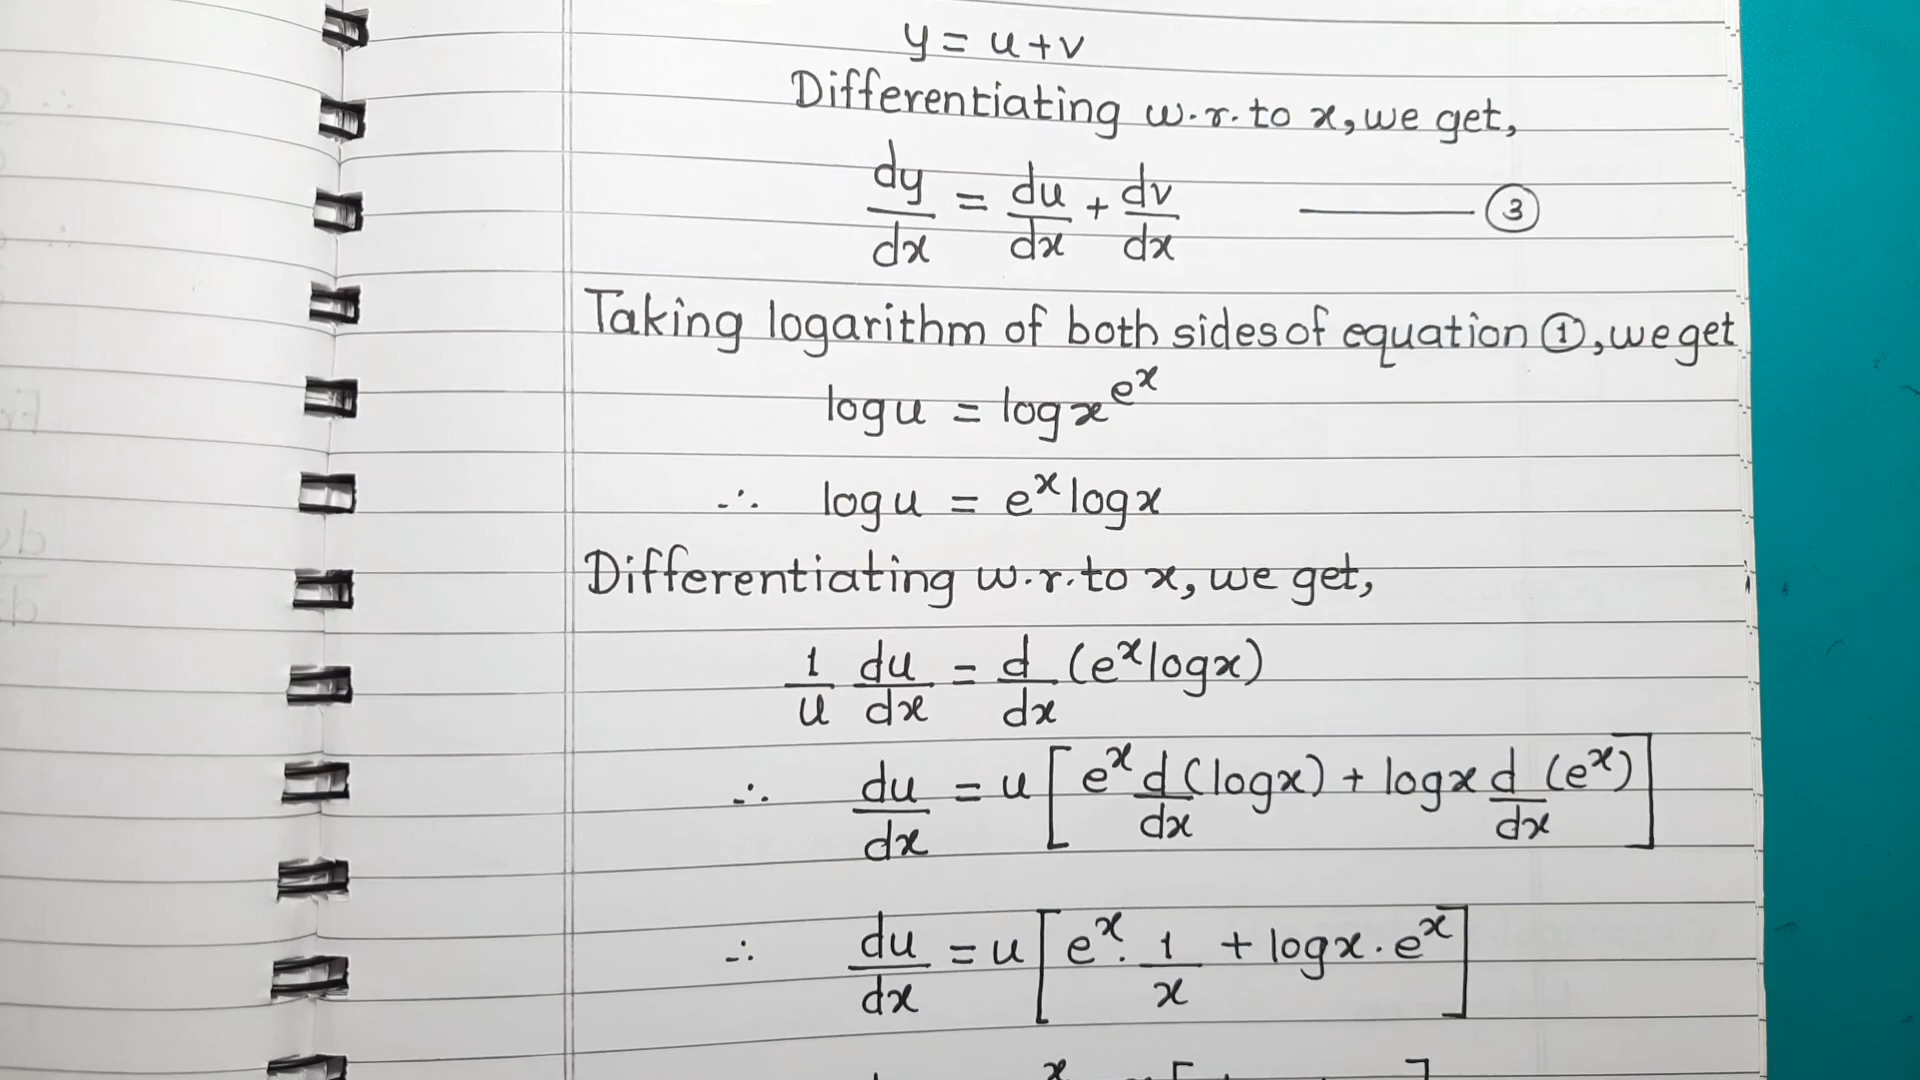 y = u + v
Differentiating w.r.to x, we get,
dy/dx = du/dx + dv/dx ——— ③
Taking logarithm of both sides of equation ①, we get
log u = log x^{e^x}
∴ log u = e^x log x
Differentiating w.r.to x, we get,
1/u du/dx = d/dx (e^x log x)
∴ du/dx = u [ e^x d/dx (log x) + log x d/dx (e^x) ]
∴ du/dx = u [ e^x · 1/x + log x · e^x ]